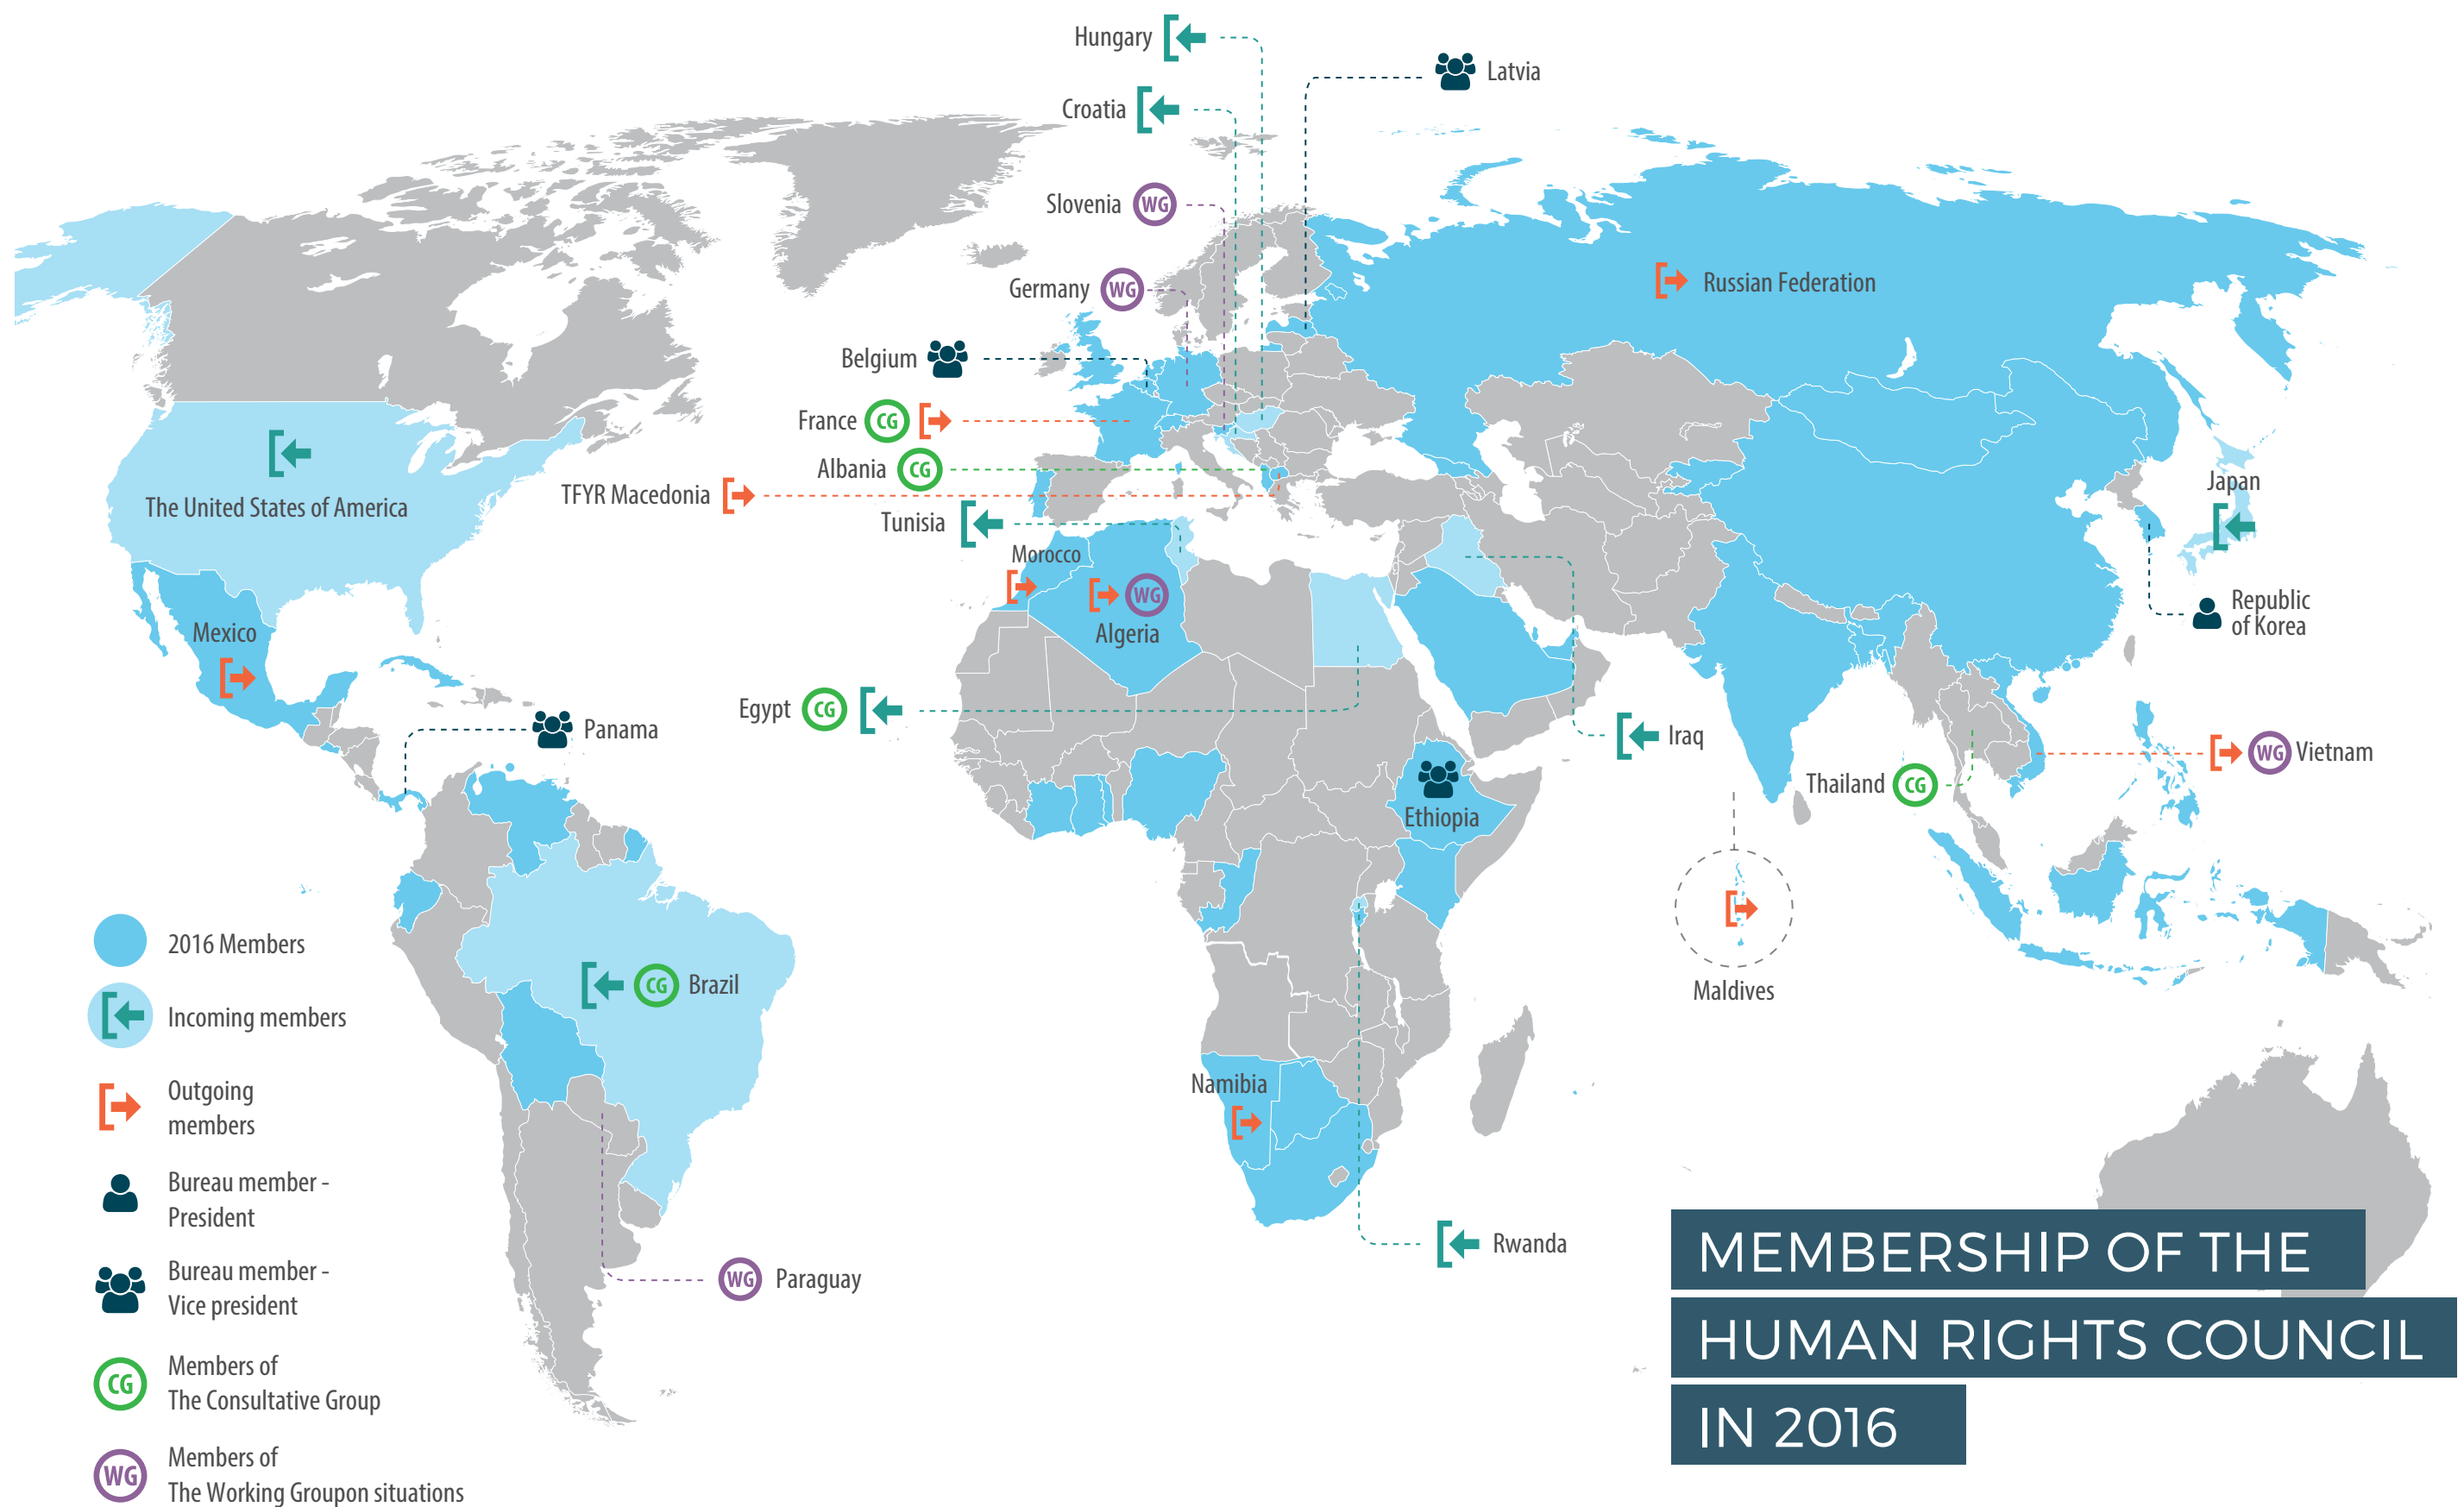 Hungary
Latvia
Croatia
Slovenia
WG
Germany
WG
Russian Federation
Belgium
France
CG
Albania
CG
The United States of America
TFYR Macedonia
Japan
Tunisia
Morocco
WG
Algeria
Republic
of Korea
Mexico
Egypt
CG
Panama
Iraq
WG
Vietnam
Thailand
CG
Ethiopia
Maldives
CG
Brazil
Namibia
Rwanda
WG
Paraguay
2016 Members
Incoming members
Outgoing
members
Bureau member -
President
Bureau member -
Vice president
CG
Members of
The Consultative Group
WG
Members of
The Working Groupon situations
MEMBERSHIP OF THE
HUMAN RIGHTS COUNCIL
IN 2016